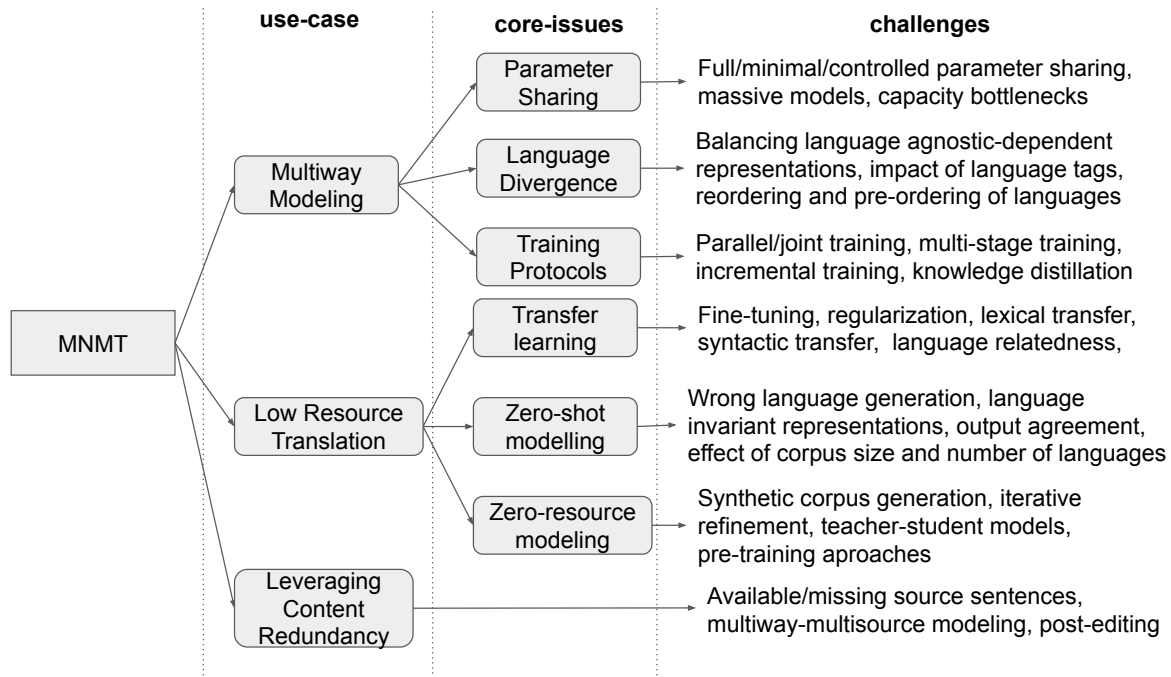 use-case
core-issues
challenges
MNMT
Multiway
Modeling
Parameter
Sharing
Full/minimal/controlled parameter sharing,
massive models, capacity bottlenecks
Language
Divergence
Balancing language agnostic-dependent
representations, impact of language tags,
reordering and pre-ordering of languages
Training
Protocols
Parallel/joint training, multi-stage training,
incremental training, knowledge distillation
Low Resource
Translation
Transfer
learning
Fine-tuning, regularization, lexical transfer,
syntactic transfer, language relatedness,
Zero-shot
modelling
Wrong language generation, language
invariant representations, output agreement,
effect of corpus size and number of languages
Zero-resource
modeling
Synthetic corpus generation, iterative
refinement, teacher-student models,
pre-training aproaches
Leveraging
Content
Redundancy
Available/missing source sentences,
multiway-multisource modeling, post-editing